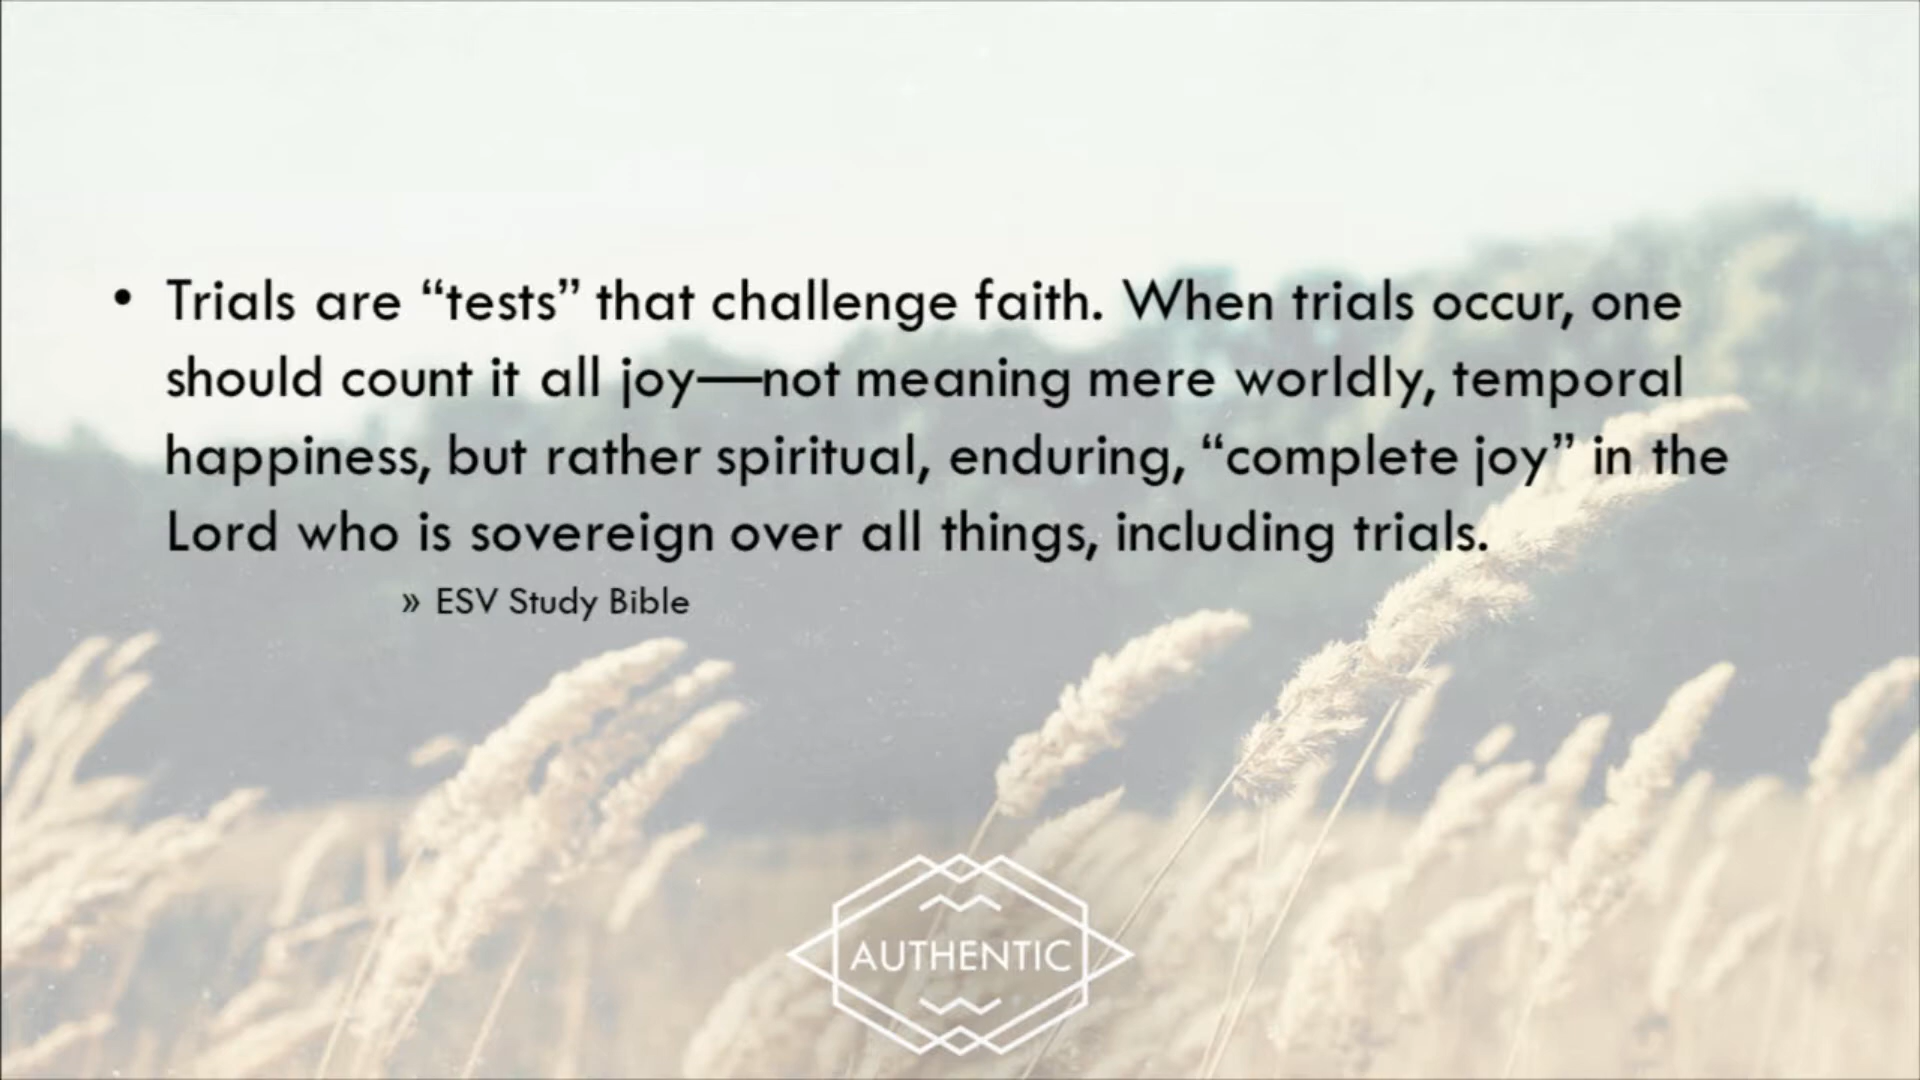 • Trials are “tests” that challenge faith. When trials occur, one
should count it all joy—not meaning mere worldly, temporal
happiness, but rather spiritual, enduring, “complete joy” in the
Lord who is sovereign over all things, including trials.
» ESV Study Bible
AUTHENTIC